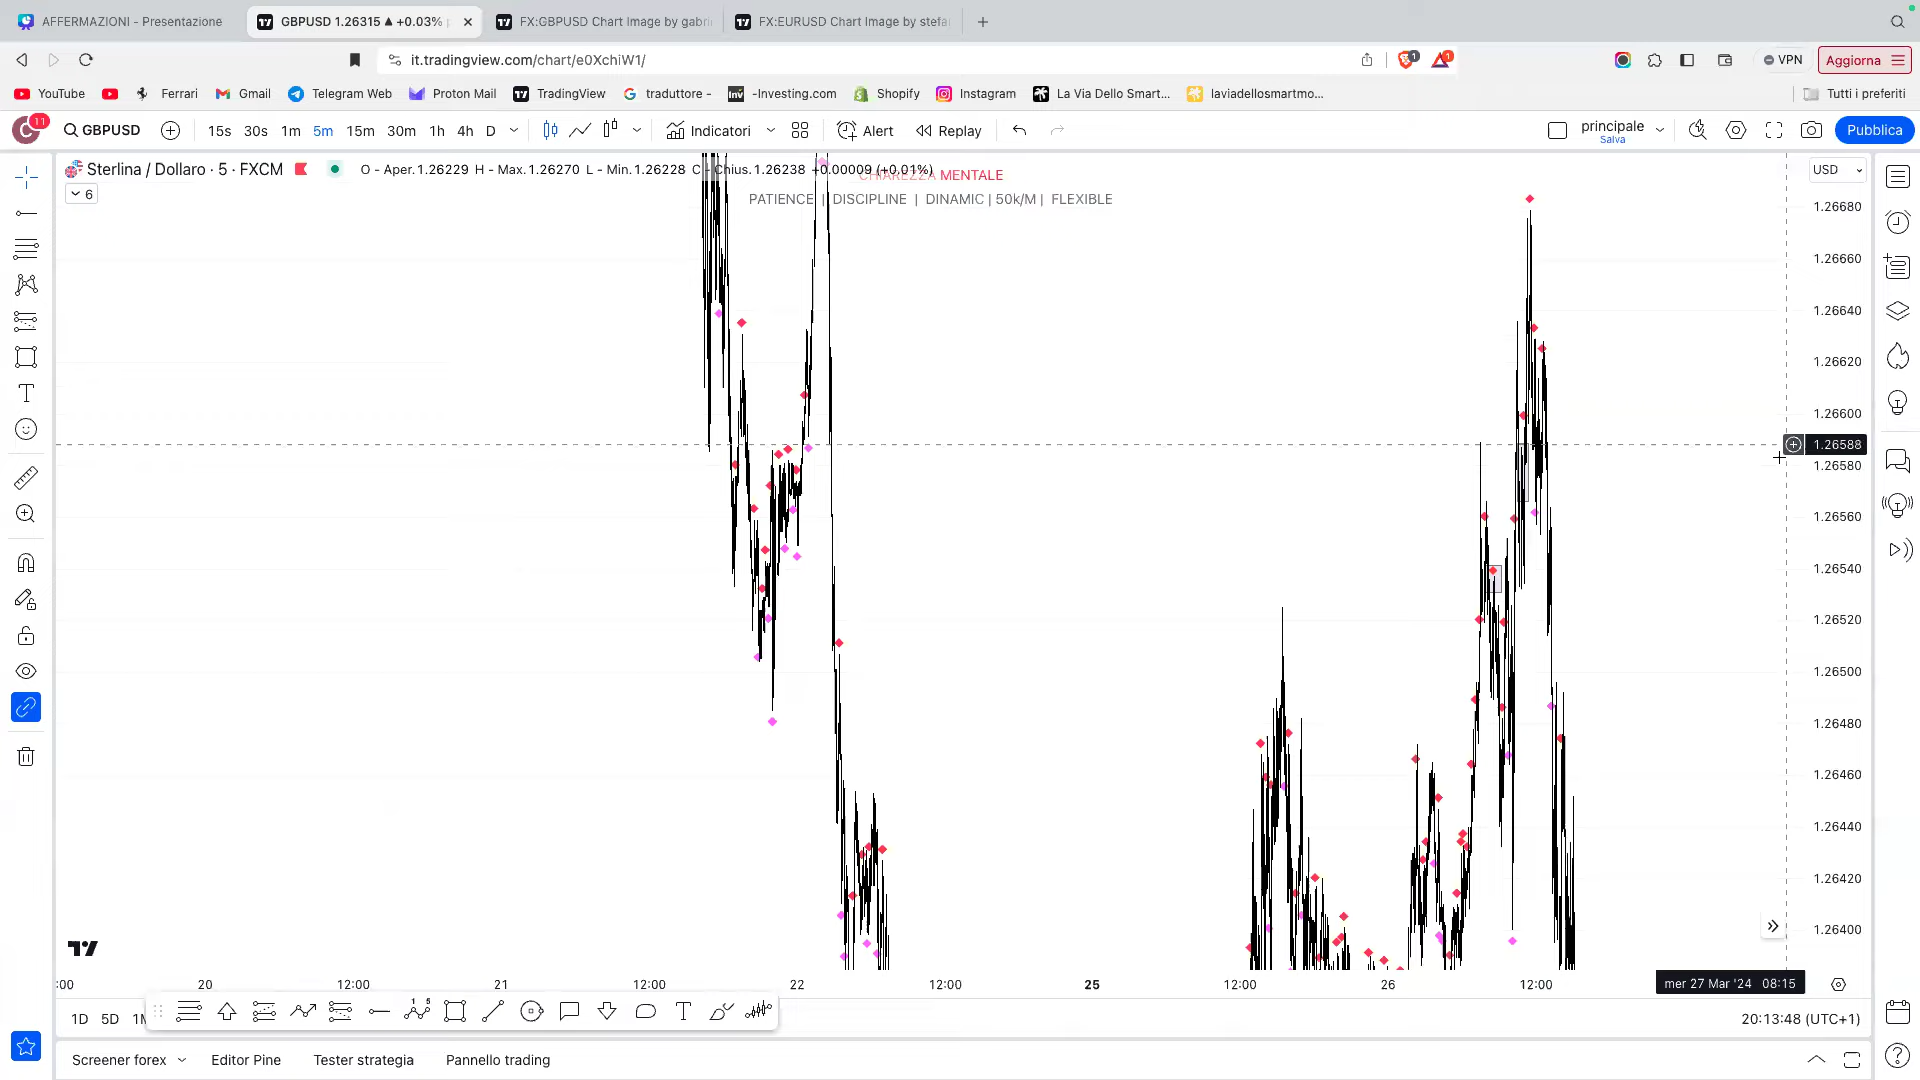 AFFERMAZIONI - Presentazione
GBPUSD 1.26315 ▲ +0.03%
FX:GBPUSD Chart Image by gabri
FX:EURUSD Chart Image by stefa
it.tradingview.com/chart/e0XchiW1/
1
1
VPN
Aggiorna
YouTube
Ferrari
Gmail
Telegram Web
Proton Mail
TradingView
traduttore -
Inv -Investing.com
Shopify
Instagram
La Via Dello Smart...
laviadellosmartmo...
Tutti i preferiti
C 11
GBPUSD
15s 30s 1m 5m 15m 30m 1h 4h D
Indicatori
Alert
Replay
principale
Salva
Pubblica
Sterlina / Dollaro · 5 · FXCM
O - Aper. 1.26229 H - Max. 1.26270 L - Min. 1.26228 C - Chius. 1.26238 +0.00009 (+0.01%)
CHIAREZZA MENTALE
6
PATIENCE | DISCIPLINE | DINAMIC | 50k/M | FLEXIBLE
USD
1.26680
1.26660
1.26640
1.26620
1.26600
1.26588
1.26580
1.26560
1.26540
1.26520
1.26500
1.26480
1.26460
1.26440
1.26420
1.26400
:00 20 12:00 21 12:00 22 12:00 25 12:00 26 12:00
mer 27 Mar '24 08:15
1D 5D 1M
20:13:48 (UTC+1)
Screener forex
Editor Pine
Tester strategia
Pannello trading